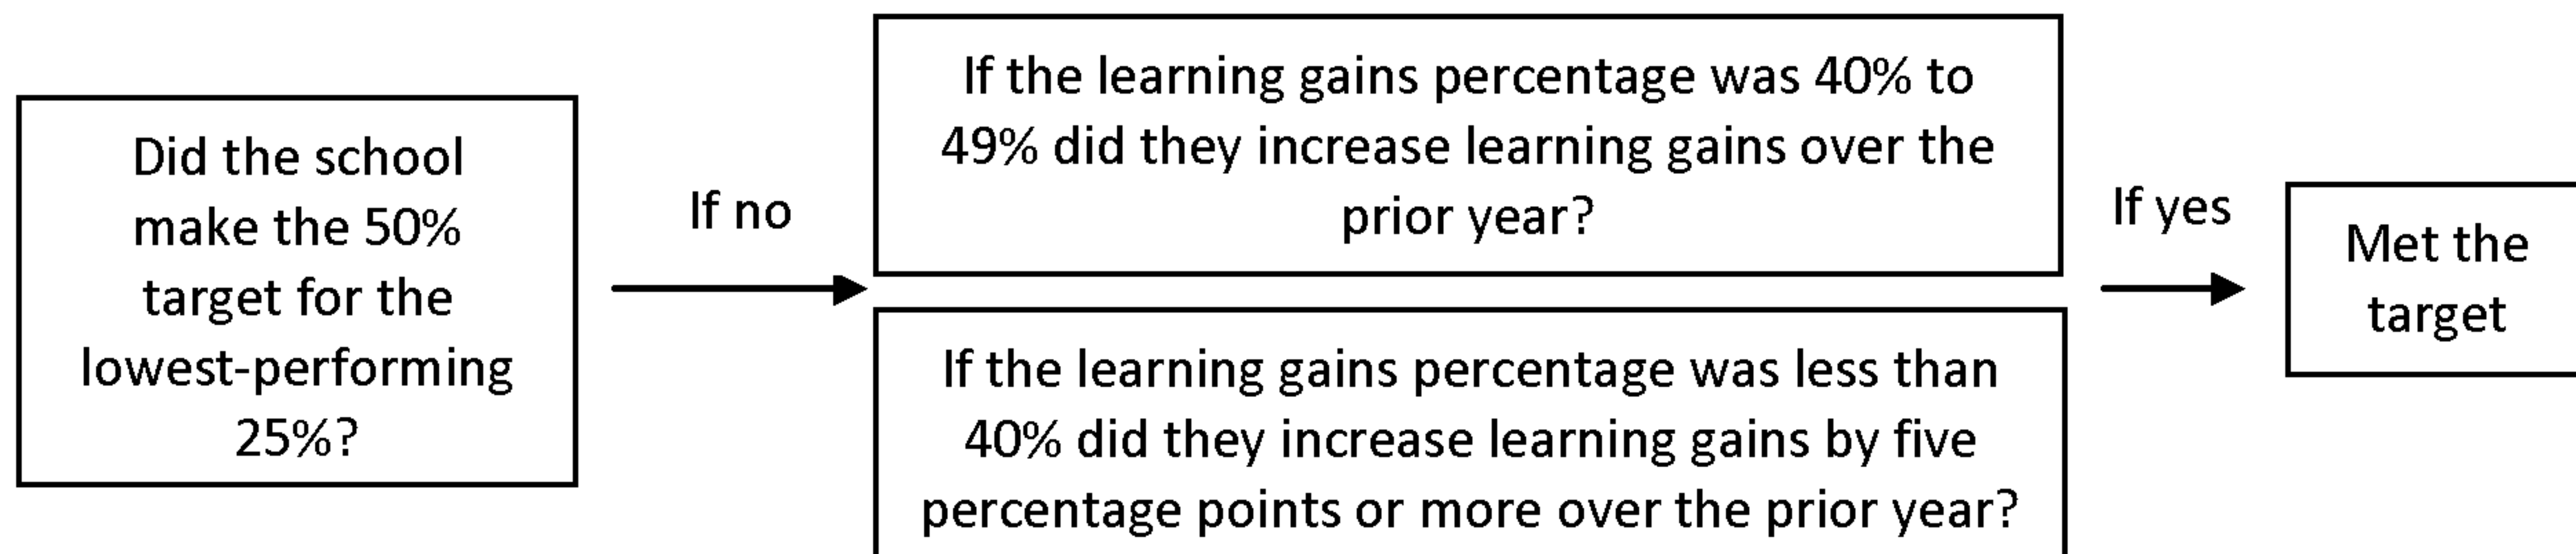 Did the school
make the 50%
target for the
lowest-performing
25%?
If no
If the learning gains percentage was 40% to
49% did they increase learning gains over the
prior year?
If the learning gains percentage was less than
40% did they increase learning gains by five
percentage points or more over the prior year?
If yes
Met the
target